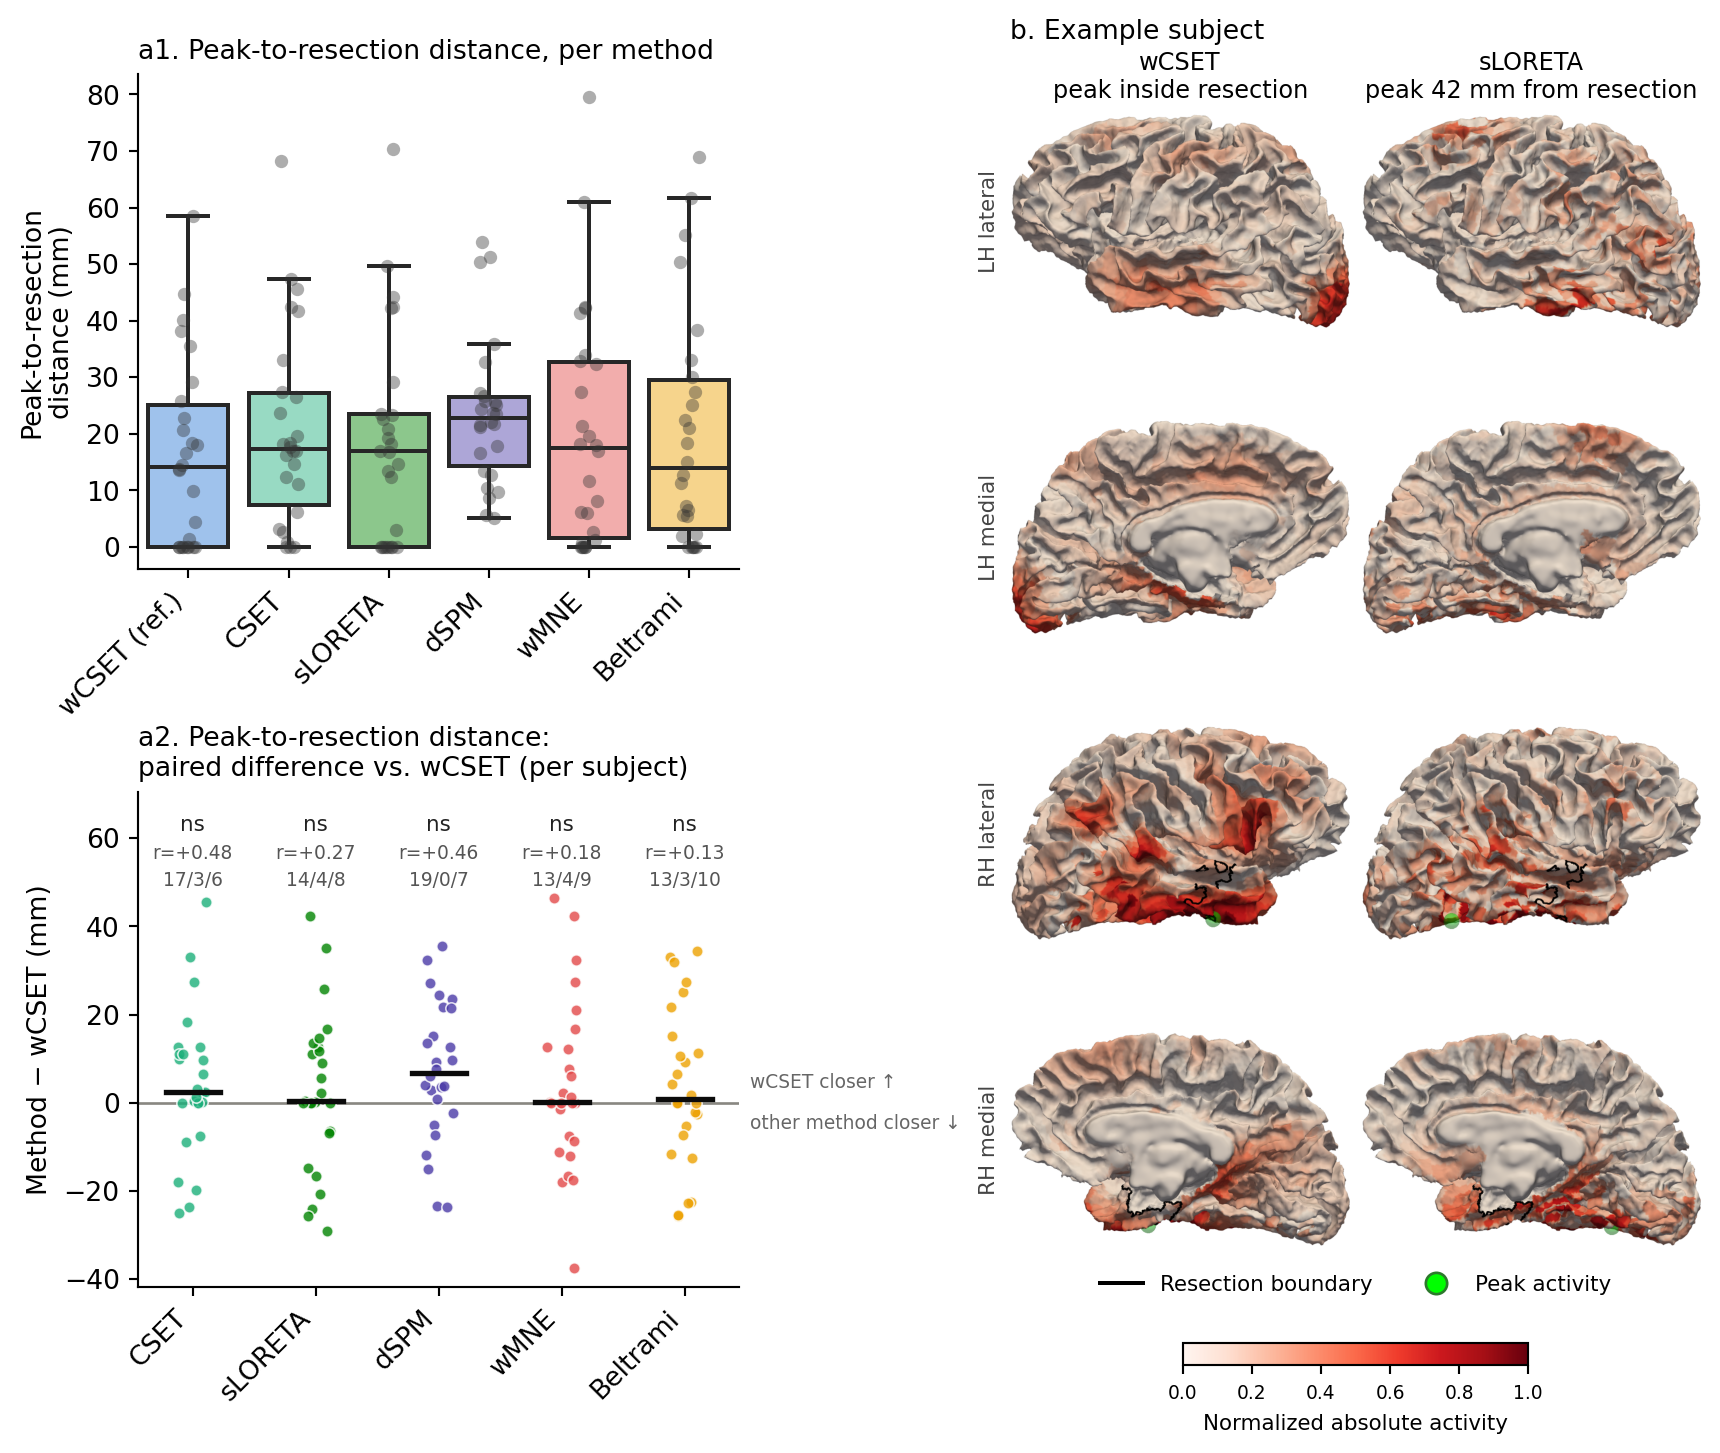 a1. Peak-to-resection distance, per method
Peak-to-resection
distance (mm)
80
70
60
50
40
30
20
10
0
wCSET (ref.)
CSET
sLORETA
dSPM
wMNE
Beltrami
a2. Peak-to-resection distance:
paired difference vs. wCSET (per subject)
Method − wCSET (mm)
60
40
20
0
−20
−40
ns
r=+0.48
17/3/6
ns
r=+0.27
14/4/8
ns
r=+0.46
19/0/7
ns
r=+0.18
13/4/9
ns
r=+0.13
13/3/10
wCSET closer ↑
other method closer ↓
CSET
sLORETA
dSPM
wMNE
Beltrami
b. Example subject
wCSET
peak inside resection
sLORETA
peak 42 mm from resection
LH lateral
LH medial
RH lateral
RH medial
Resection boundary
Peak activity
0.0
0.2
0.4
0.6
0.8
1.0
Normalized absolute activity